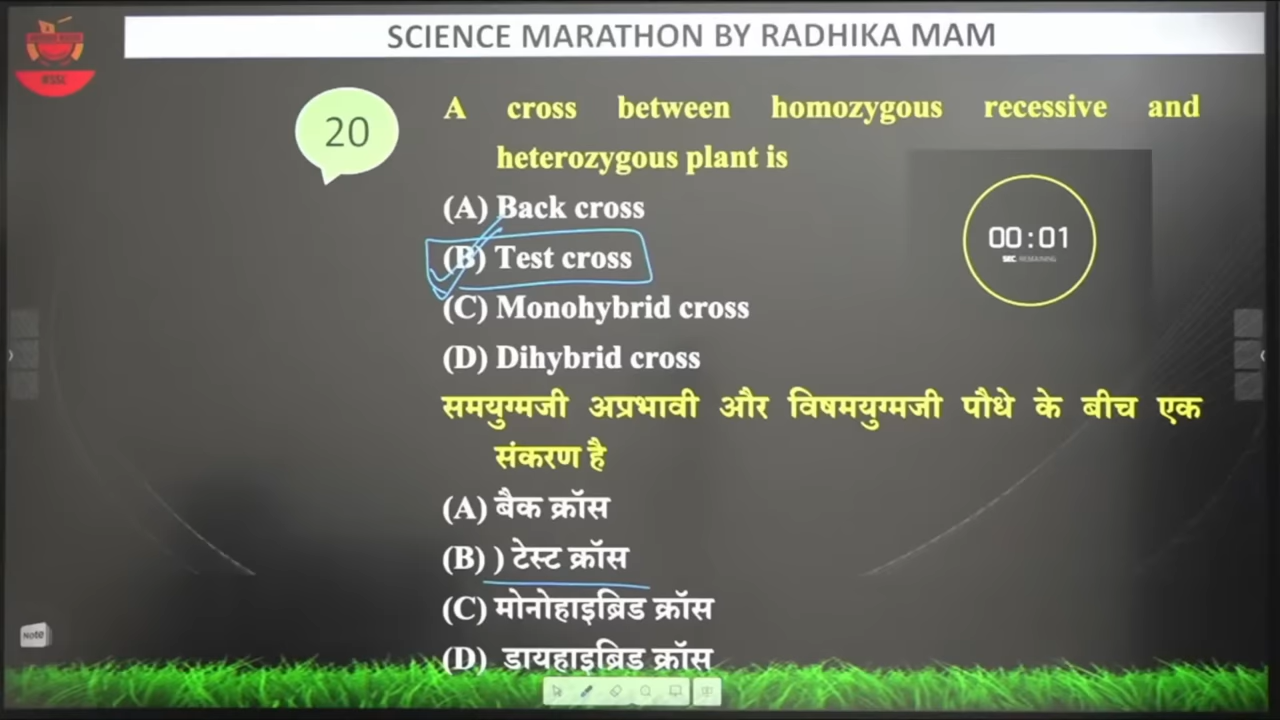 SCIENCE MARATHON BY RADHIKA MAM
20
A cross between homozygous recessive and
heterozygous plant is
(A) Back cross
(B) Test cross
(C) Monohybrid cross
(D) Dihybrid cross
00:01
SEC. REMAINING
समयुग्मजी अप्रभावी और विषमयुग्मजी पौधे के बीच एक
संकरण है
(A) बैक क्रॉस
(B) ) टेस्ट क्रॉस
(C) मोनोहाइब्रिड क्रॉस
(D) डायहाइब्रिड क्रॉस
Note